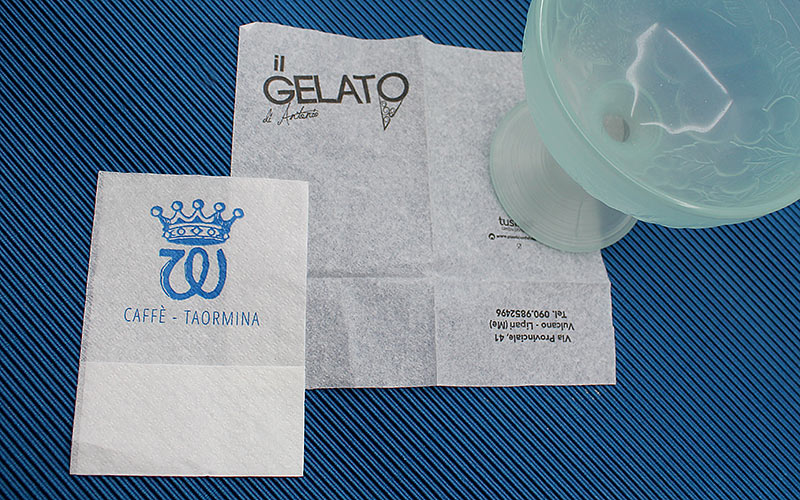 il
GELATO
di Antonio
W
CAFFÈ - TAORMINA
Via Provinciale, 41
Vulcano - Lipari (Me)
Tel. 090.9852496